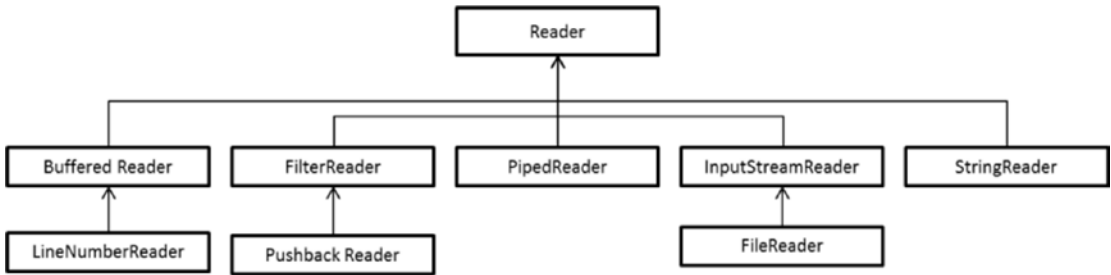 Reader
Buffered Reader
FilterReader
PipedReader
InputStreamReader
StringReader
LineNumberReader
Pushback Reader
FileReader